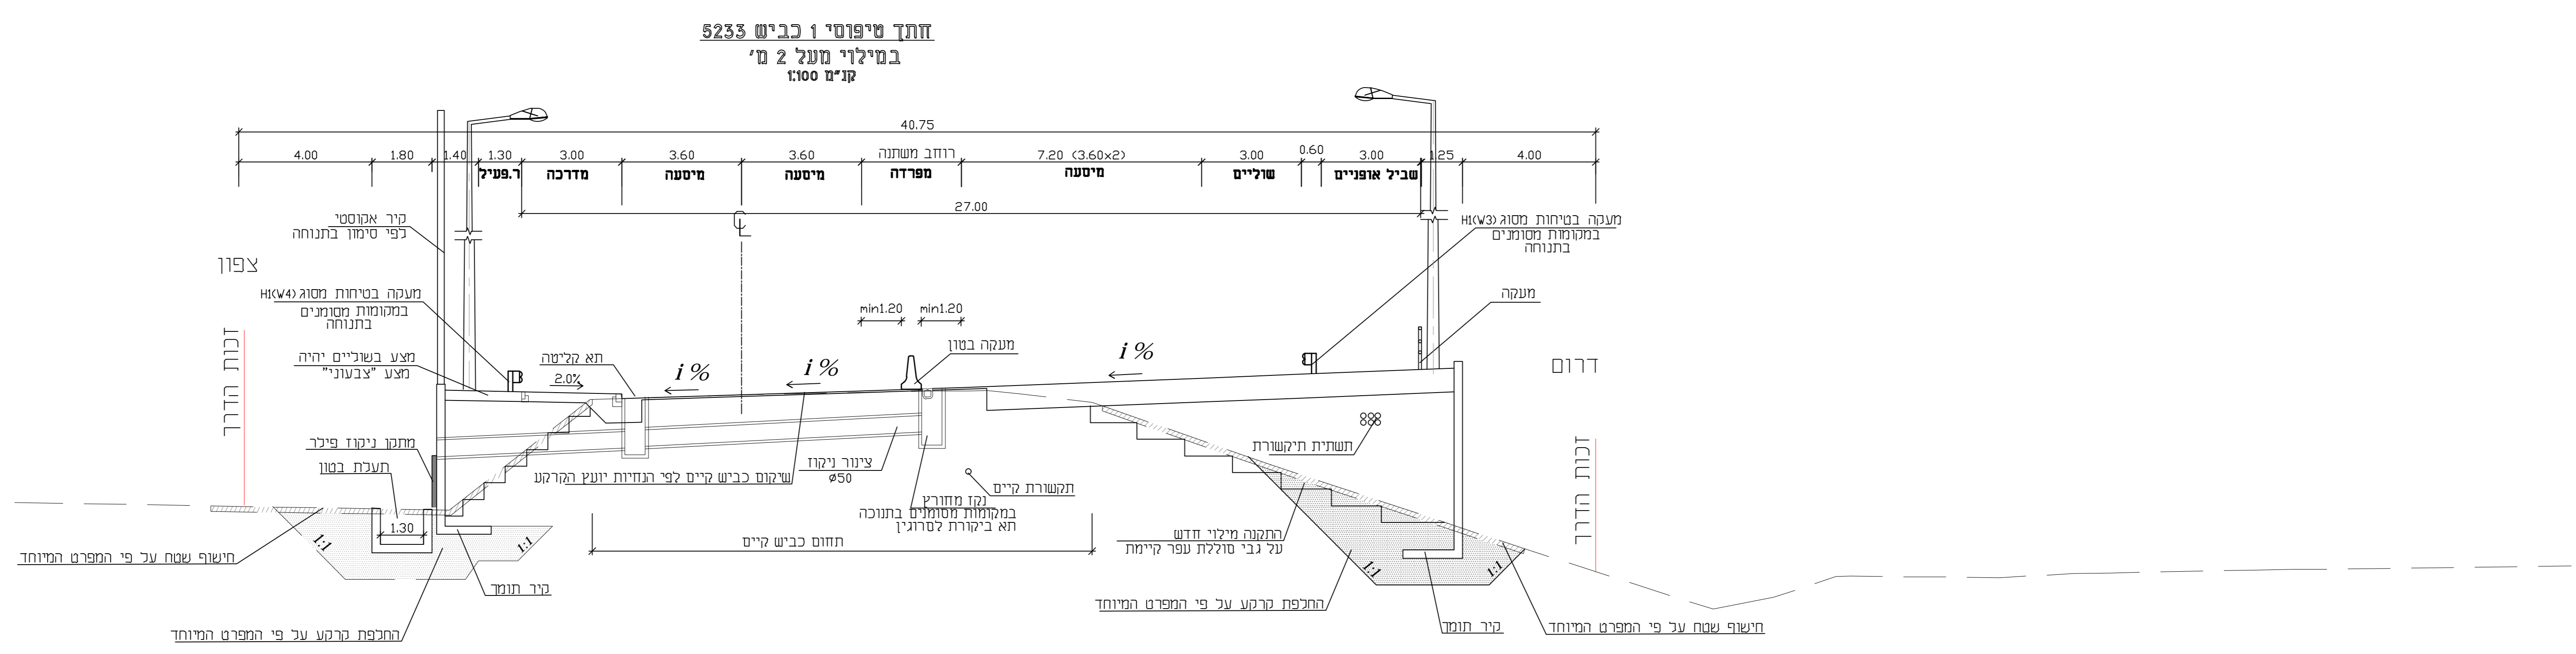 חתך טיפוסי 1 כביש 5233
במילוי מעל 2 מ'
קנ"מ 1:100
40.75
4.00
1.80
1.40
1.30
3.00
3.60
3.60
רוחב משתנה
7.20 (3.60x2)
3.00
0.60
3.00
1.25
4.00
ר.פעיל
מדרכה
מיסעה
מיסעה
מפרדה
מיסעה
שוליים
שביל אופניים
27.00
קיר אקוסטי
לפי סימון בתנוחה
צפון
מעקה בטיחות מסוג H1(W4)
במקומות מסומנים
בתנוחה
זכות הדרך
מצע בשוליים יהיה
מצע "צבעוני"
תא קליטה
2.0%
i %
i %
i %
min1.20
min1.20
מעקה בטון
מעקה בטיחות מסוג H1(W3)
במקומות מסומנים
בתנוחה
מעקה
דרום
זכות הדרך
מתקן ניקוז פילר
תעלת בטון
1.30
שיקום כביש קיים לפי הנחיות יועץ הקרקע
צינור ניקוז
Ø50
תקשורת קיים
נקז מחורץ
במקומות מסומנים בתנוכה
תא ביקורת לסרוגין
תשתית תיקשורת
תחום כביש קיים
התקנה מילוי חדש
על גבי סוללת עפר קיימת
1:1
1:1
1:1
1:1
חישוף שטח על פי המפרט המיוחד
קיר תומך
החלפת קרקע על פי המפרט המיוחד
החלפת קרקע על פי המפרט המיוחד
קיר תומך
חישוף שטח על פי המפרט המיוחד